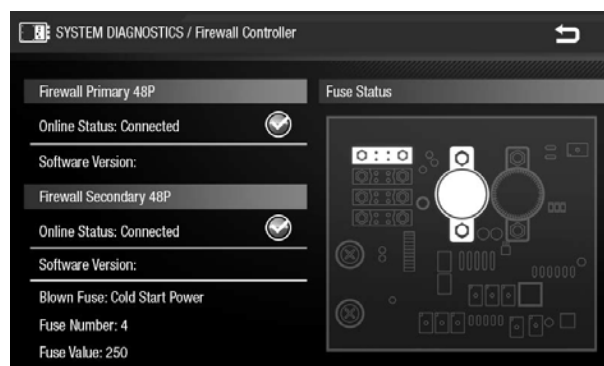 SYSTEM DIAGNOSTICS / Firewall Controller
Firewall Primary 48P
Online Status: Connected
Software Version:
Firewall Secondary 48P
Online Status: Connected
Software Version:
Blown Fuse: Cold Start Power
Fuse Number: 4
Fuse Value: 250
Fuse Status